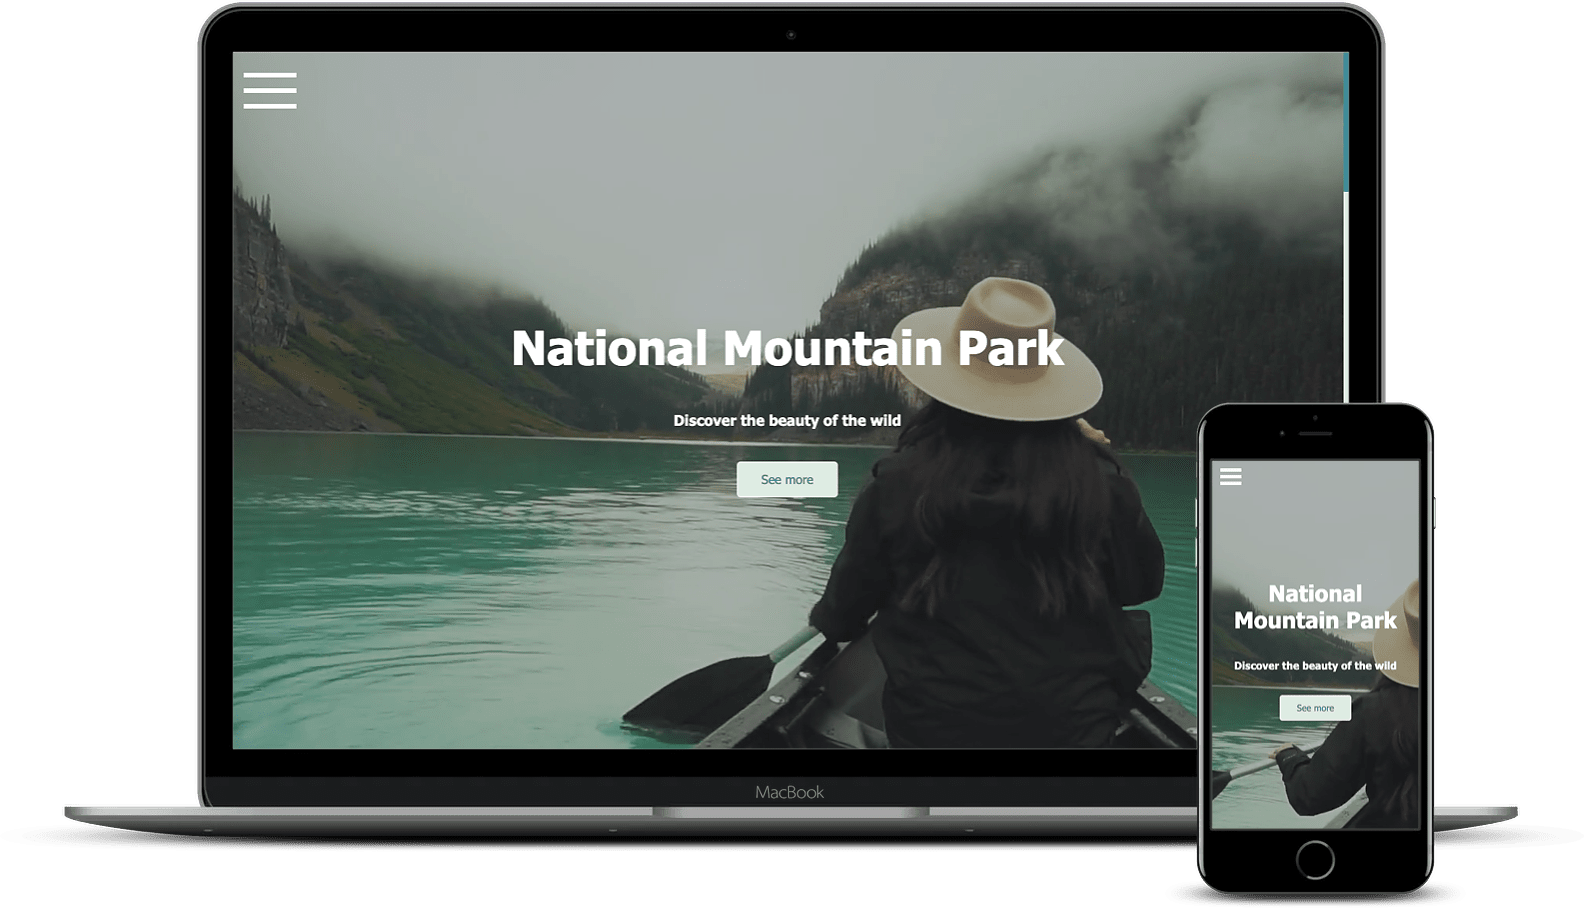 National Mountain Park
Discover the beauty of the wild
See more
MacBook
National
Mountain Park
Discover the beauty of the wild
See more